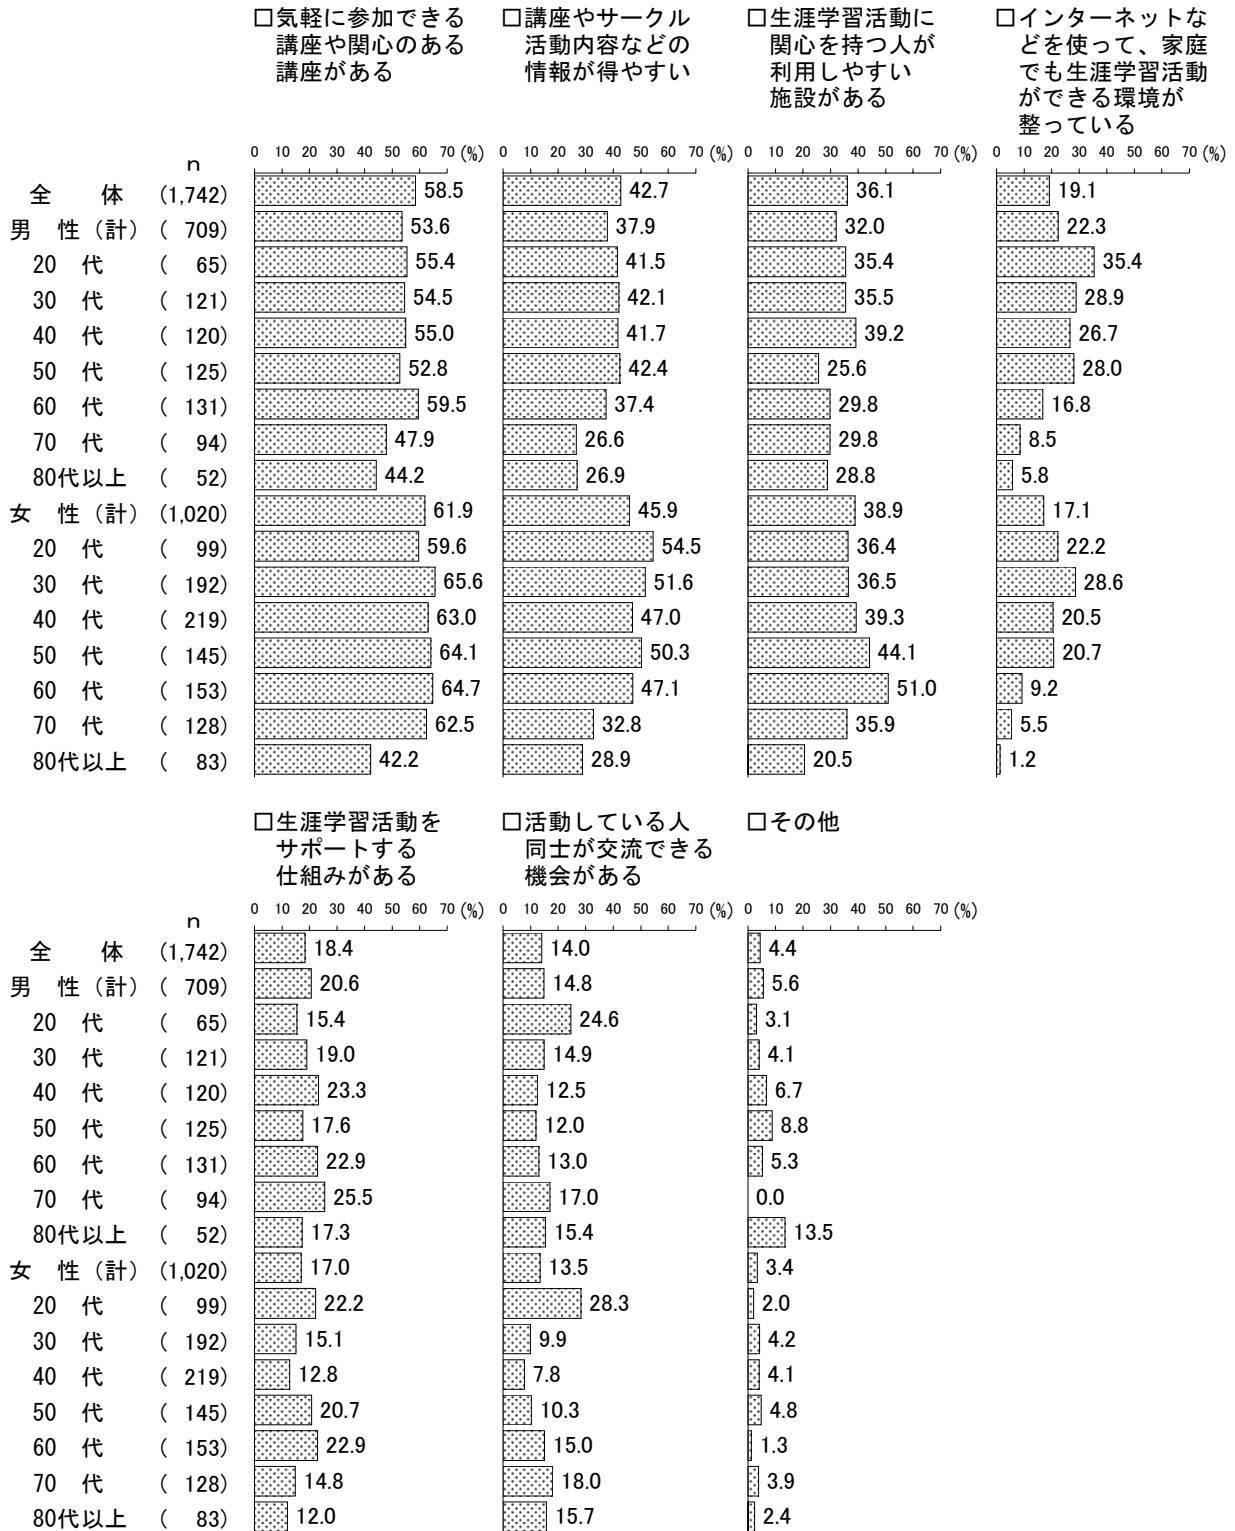 □気軽に参加できる
講座や関心のある
講座がある
□講座やサークル
活動内容などの
情報が得やすい
□生涯学習活動に
関心を持つ人が
利用しやすい
施設がある
□インターネットな
どを使って、家庭
でも生涯学習活動
ができる環境が
整っている
n 0 10 20 30 40 50 60 70 (%) 0 10 20 30 40 50 60 70 (%) 0 10 20 30 40 50 60 70 (%) 0 10 20 30 40 50 60 70 (%)
全 体 (1,742) 58.5 42.7 36.1 19.1
男 性(計) ( 709) 53.6 37.9 32.0 22.3
20 代 ( 65) 55.4 41.5 35.4 35.4
30 代 ( 121) 54.5 42.1 35.5 28.9
40 代 ( 120) 55.0 41.7 39.2 26.7
50 代 ( 125) 52.8 42.4 25.6 28.0
60 代 ( 131) 59.5 37.4 29.8 16.8
70 代 ( 94) 47.9 26.6 29.8 8.5
80代以上 ( 52) 44.2 26.9 28.8 5.8
女 性(計) (1,020) 61.9 45.9 38.9 17.1
20 代 ( 99) 59.6 54.5 36.4 22.2
30 代 ( 192) 65.6 51.6 36.5 28.6
40 代 ( 219) 63.0 47.0 39.3 20.5
50 代 ( 145) 64.1 50.3 44.1 20.7
60 代 ( 153) 64.7 47.1 51.0 9.2
70 代 ( 128) 62.5 32.8 35.9 5.5
80代以上 ( 83) 42.2 28.9 20.5 1.2
□生涯学習活動を
サポートする
仕組みがある
□活動している人
同士が交流できる
機会がある
□その他
n 0 10 20 30 40 50 60 70 (%) 0 10 20 30 40 50 60 70 (%) 0 10 20 30 40 50 60 70 (%)
全 体 (1,742) 18.4 14.0 4.4
男 性(計) ( 709) 20.6 14.8 5.6
20 代 ( 65) 15.4 24.6 3.1
30 代 ( 121) 19.0 14.9 4.1
40 代 ( 120) 23.3 12.5 6.7
50 代 ( 125) 17.6 12.0 8.8
60 代 ( 131) 22.9 13.0 5.3
70 代 ( 94) 25.5 17.0 0.0
80代以上 ( 52) 17.3 15.4 13.5
女 性(計) (1,020) 17.0 13.5 3.4
20 代 ( 99) 22.2 28.3 2.0
30 代 ( 192) 15.1 9.9 4.2
40 代 ( 219) 12.8 7.8 4.1
50 代 ( 145) 20.7 10.3 4.8
60 代 ( 153) 22.9 15.0 1.3
70 代 ( 128) 14.8 18.0 3.9
80代以上 ( 83) 12.0 15.7 2.4